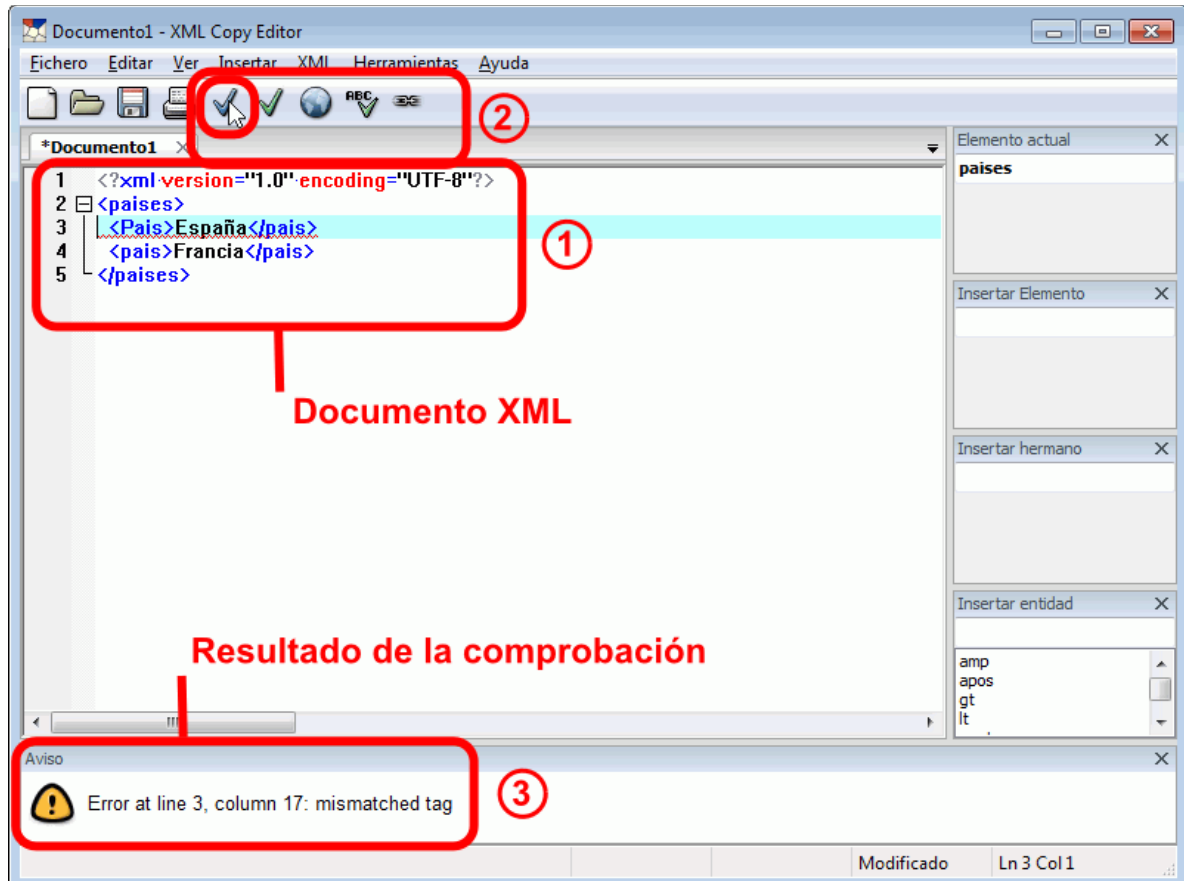 Documento1 - XML Copy Editor
Fichero Editar Ver Insertar XML Herramientas Ayuda
ABC
2
*Documento1
Elemento actual
paises
1 <?xml version="1.0" encoding="UTF-8"?>
2 <paises>
3 <Pais>España</pais>
4 <pais>Francia</pais>
5 </paises>
1
Insertar Elemento
Documento XML
Insertar hermano
Insertar entidad
Resultado de la comprobación
amp
apos
gt
lt
Aviso
Error at line 3, column 17: mismatched tag
3
Modificado Ln 3 Col 1